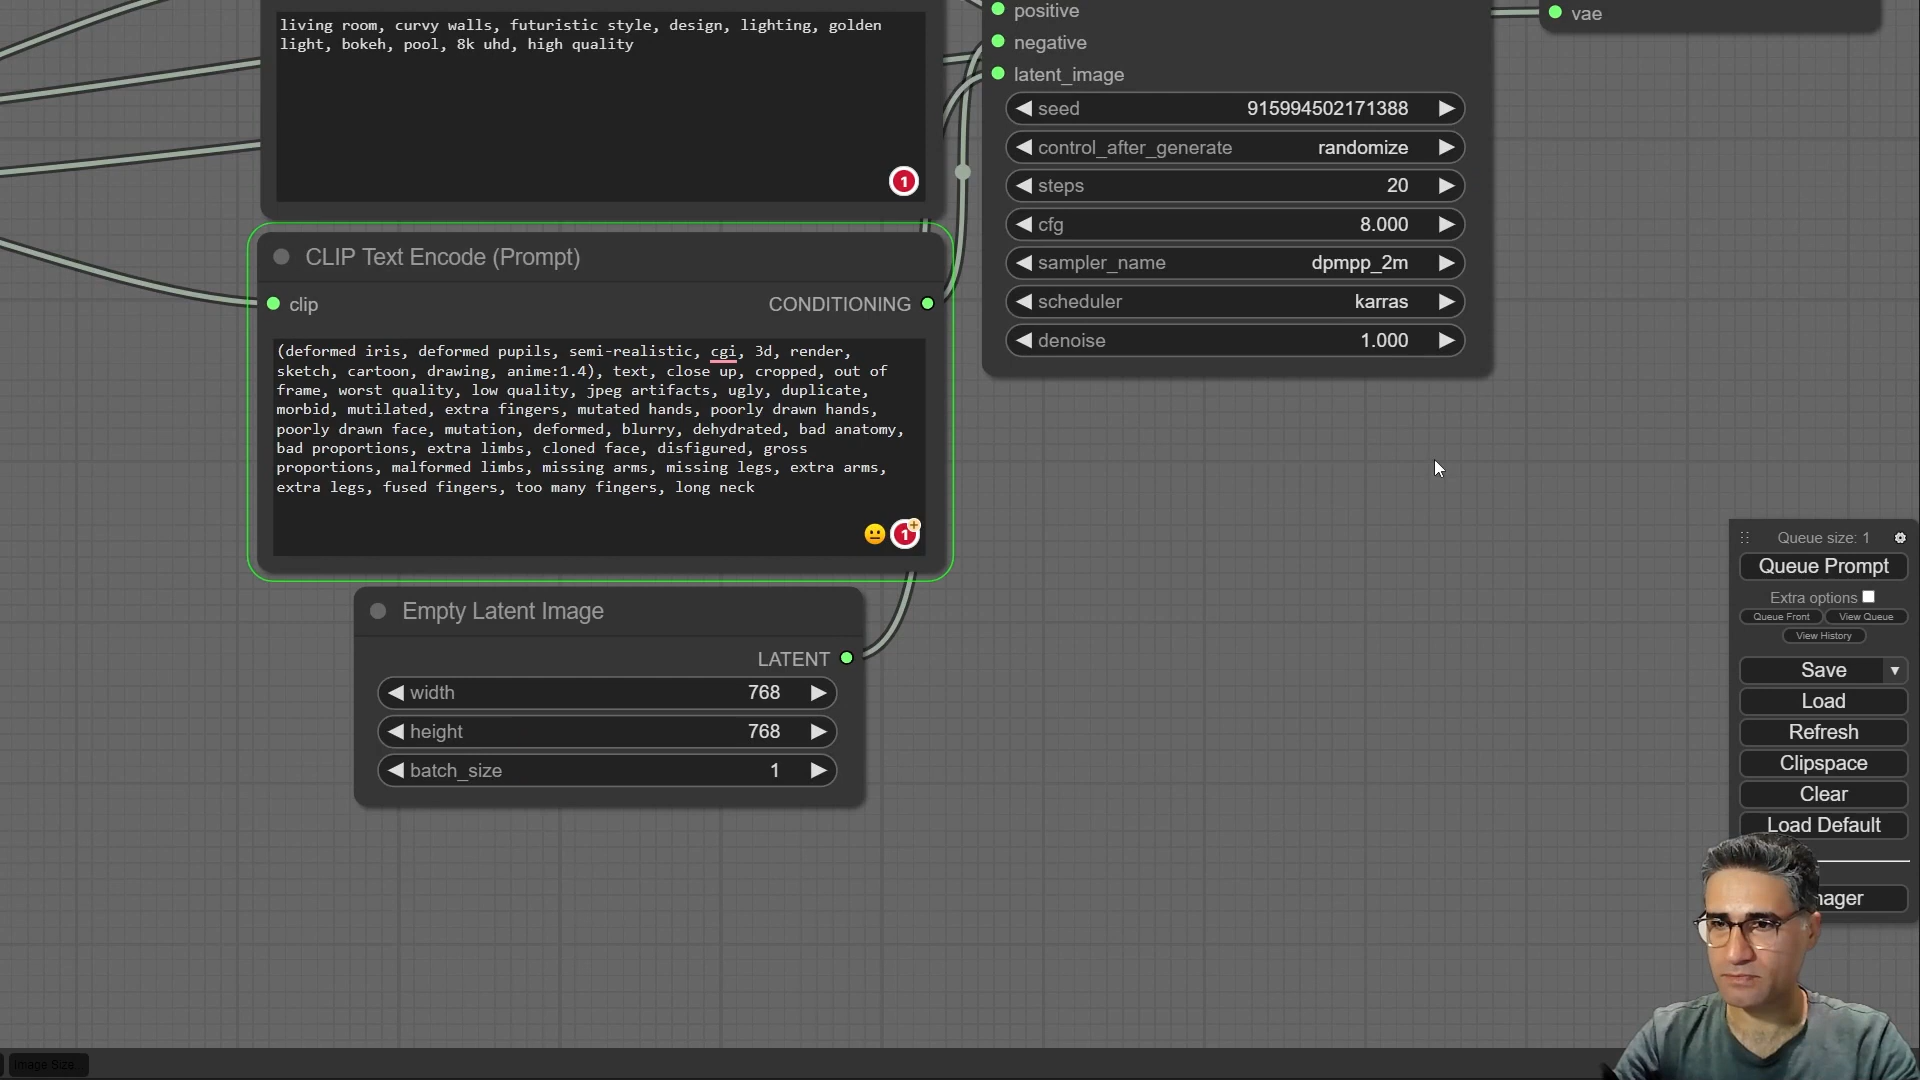 living room, curvy walls, futuristic style, design, lighting, golden
light, bokeh, pool, 8k uhd, high quality
1
CLIP Text Encode (Prompt)
clip
CONDITIONING
(deformed iris, deformed pupils, semi-realistic, cgi, 3d, render,
sketch, cartoon, drawing, anime:1.4), text, close up, cropped, out of
frame, worst quality, low quality, jpeg artifacts, ugly, duplicate,
morbid, mutilated, extra fingers, mutated hands, poorly drawn hands,
poorly drawn face, mutation, deformed, blurry, dehydrated, bad anatomy,
bad proportions, extra limbs, cloned face, disfigured, gross
proportions, malformed limbs, missing arms, missing legs, extra arms,
extra legs, fused fingers, too many fingers, long neck
1
Empty Latent Image
LATENT
width 768
height 768
batch_size 1
positive
negative
latent_image
seed 915994502171388
control_after_generate randomize
steps 20
cfg 8.000
sampler_name dpmpp_2m
scheduler karras
denoise 1.000
vae
Queue size: 1
Queue Prompt
Extra options
Queue Front View Queue
View History
Save
Load
Refresh
Clipspace
Clear
Load Default
nager
Image Size